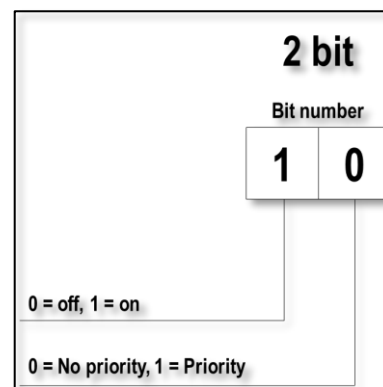 2 bit
Bit number
1 0
0 = off, 1 = on
0 = No priority, 1 = Priority